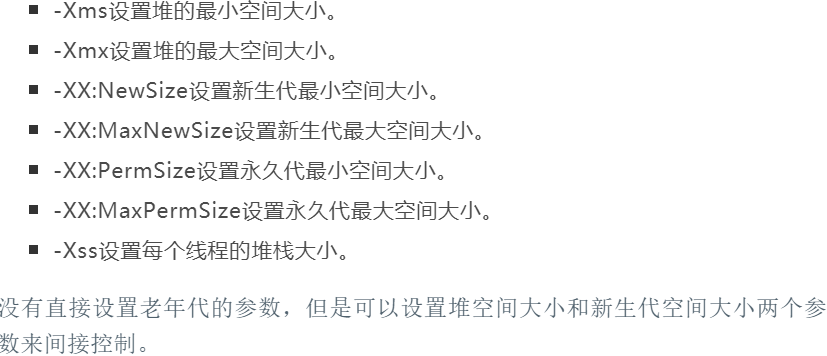 -Xms设置堆的最小空间大小。
-Xmx设置堆的最大空间大小。
-XX:NewSize设置新生代最小空间大小。
-XX:MaxNewSize设置新生代最大空间大小。
-XX:PermSize设置永久代最小空间大小。
-XX:MaxPermSize设置永久代最大空间大小。
-Xss设置每个线程的堆栈大小。
没有直接设置老年代的参数，但是可以设置堆空间大小和新生代空间大小两个参
数来间接控制。